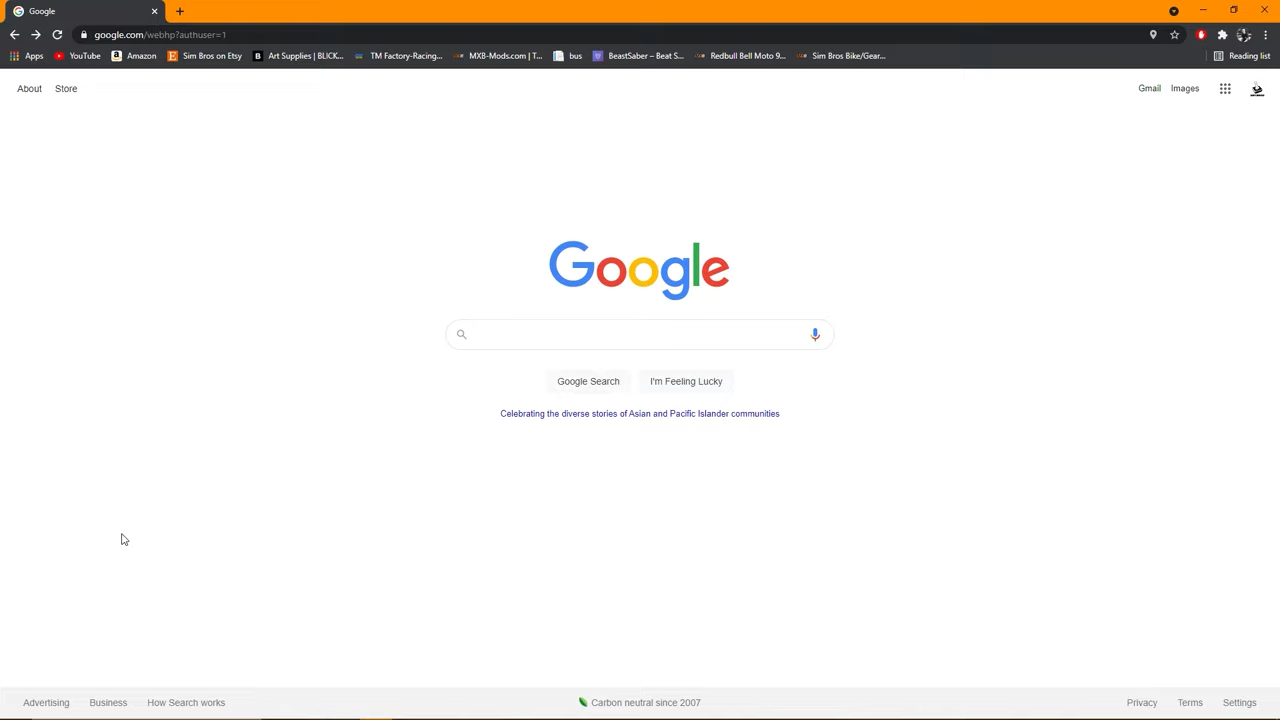 Google
google.com/webhp?authuser=1
Apps YouTube Amazon Sim Bros on Etsy Art Supplies | BLICK... TM Factory-Racing... MXB-Mods.com | T... bus BeastSaber – Beat S... Redbull Bell Moto 9... Sim Bros Bike/Gear... Reading list
About Store Gmail Images
Google
Google Search I'm Feeling Lucky
Celebrating the diverse stories of Asian and Pacific Islander communities
Advertising Business How Search works Carbon neutral since 2007 Privacy Terms Settings